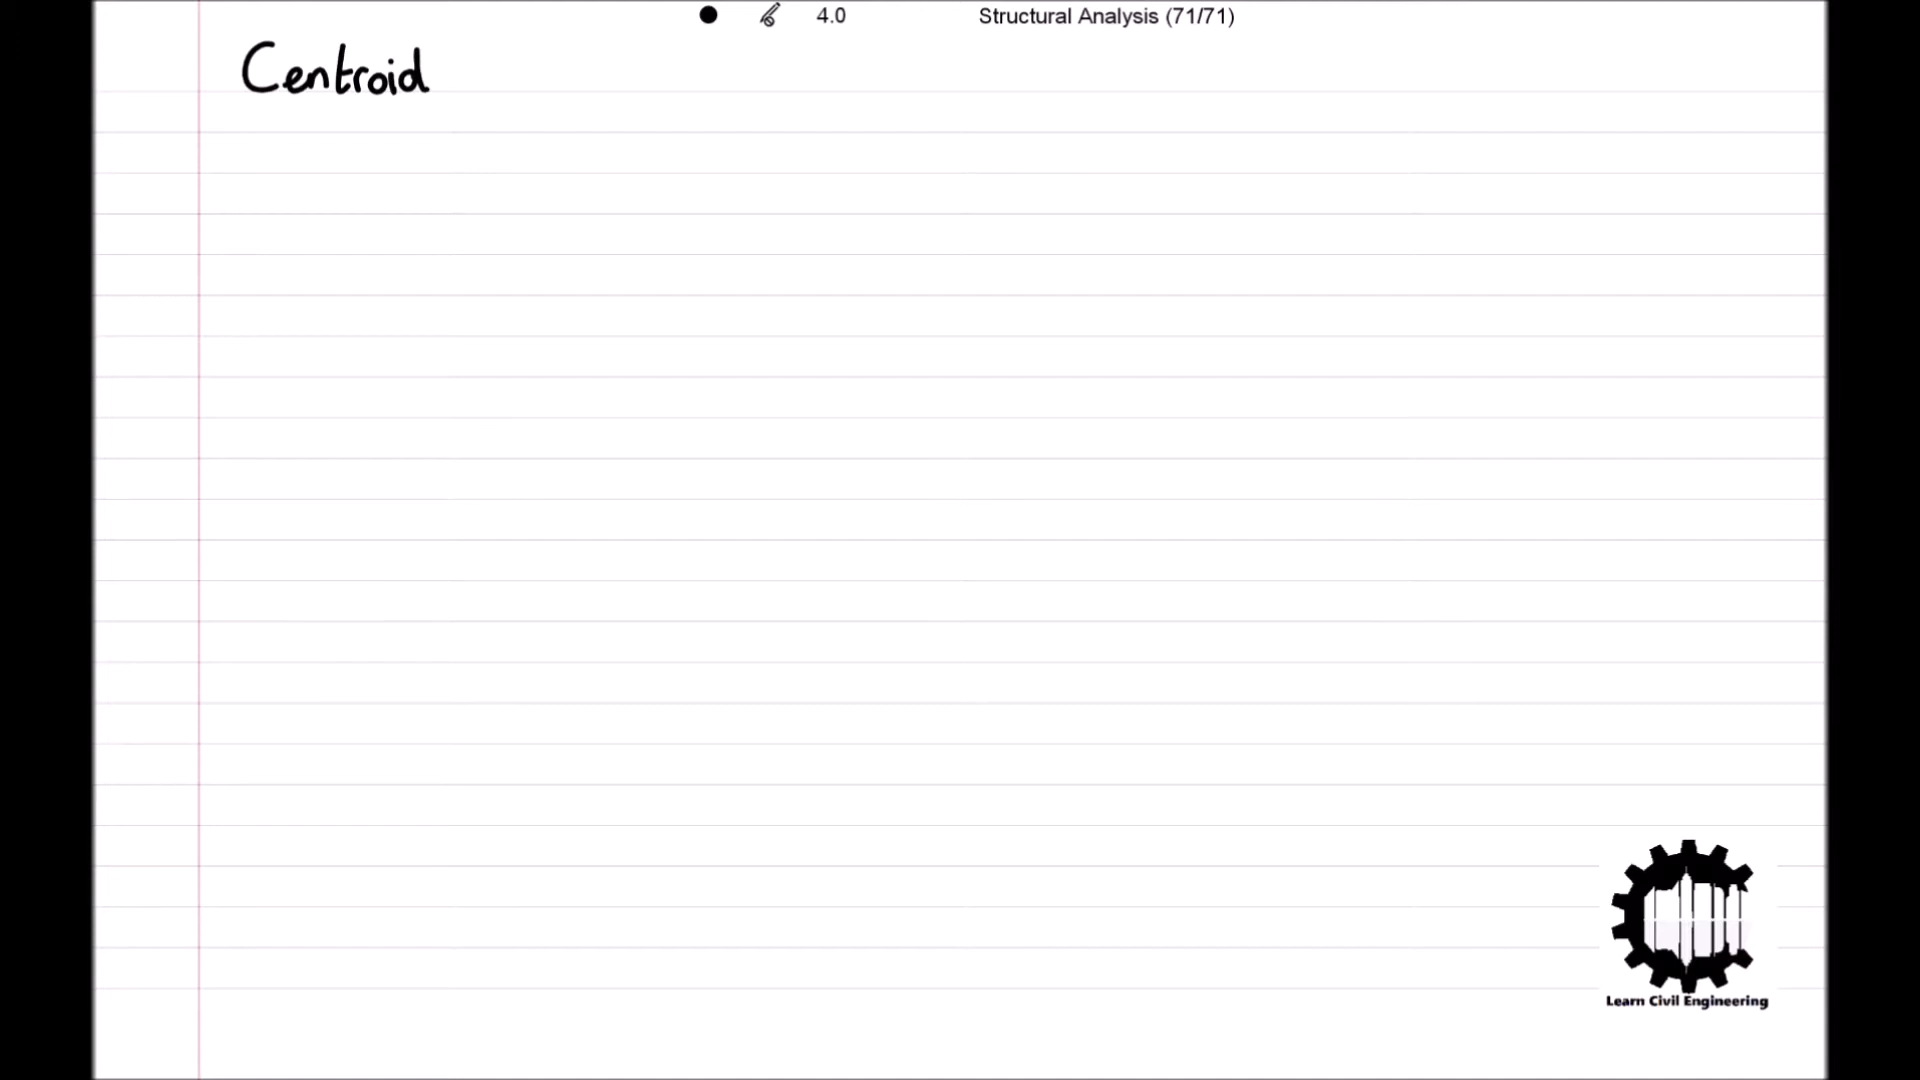 4.0 Structural Analysis (71/71)
Centroid
Learn Civil Engineering